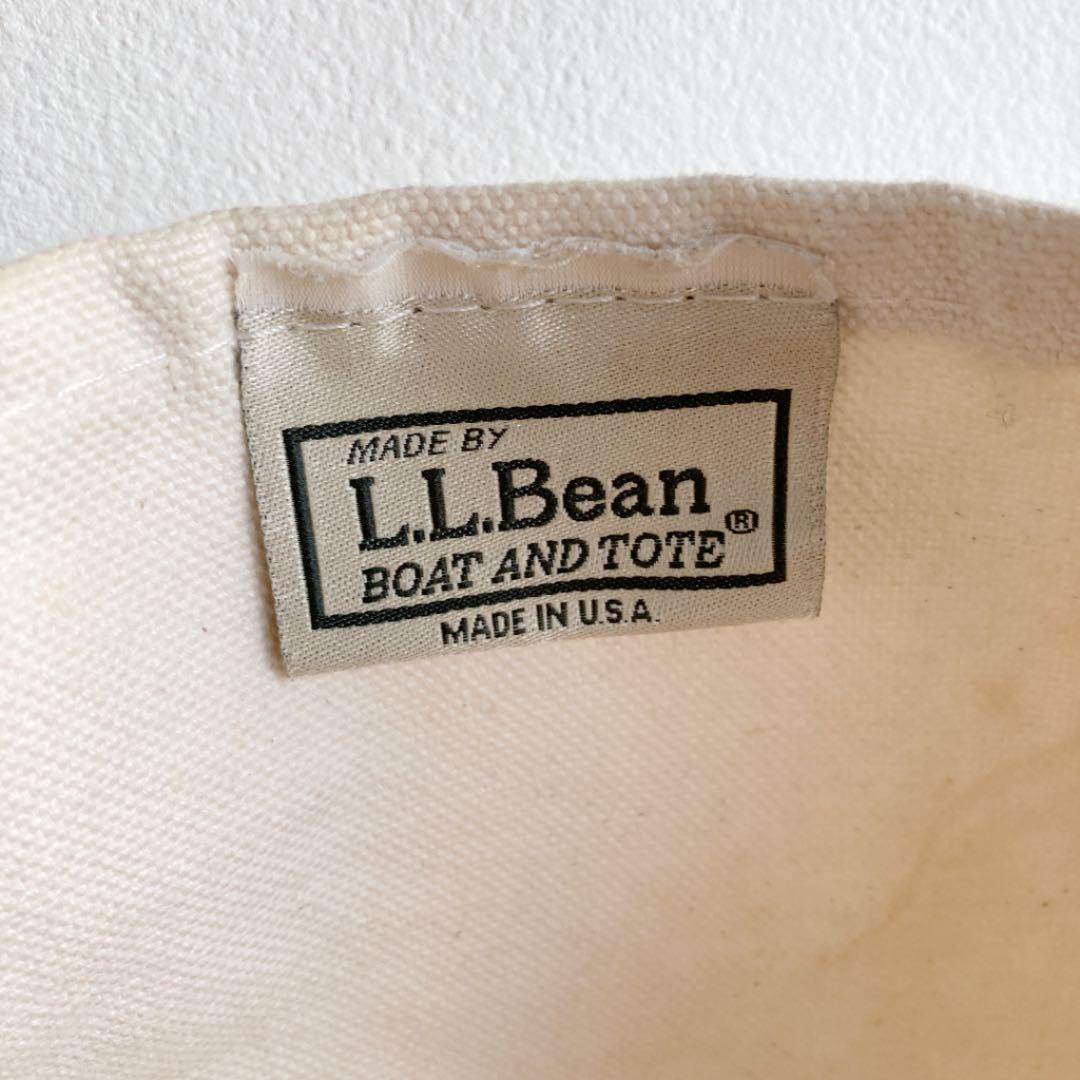 MADE BY
L.L.Bean
BOAT AND TOTE®
MADE IN U.S.A.